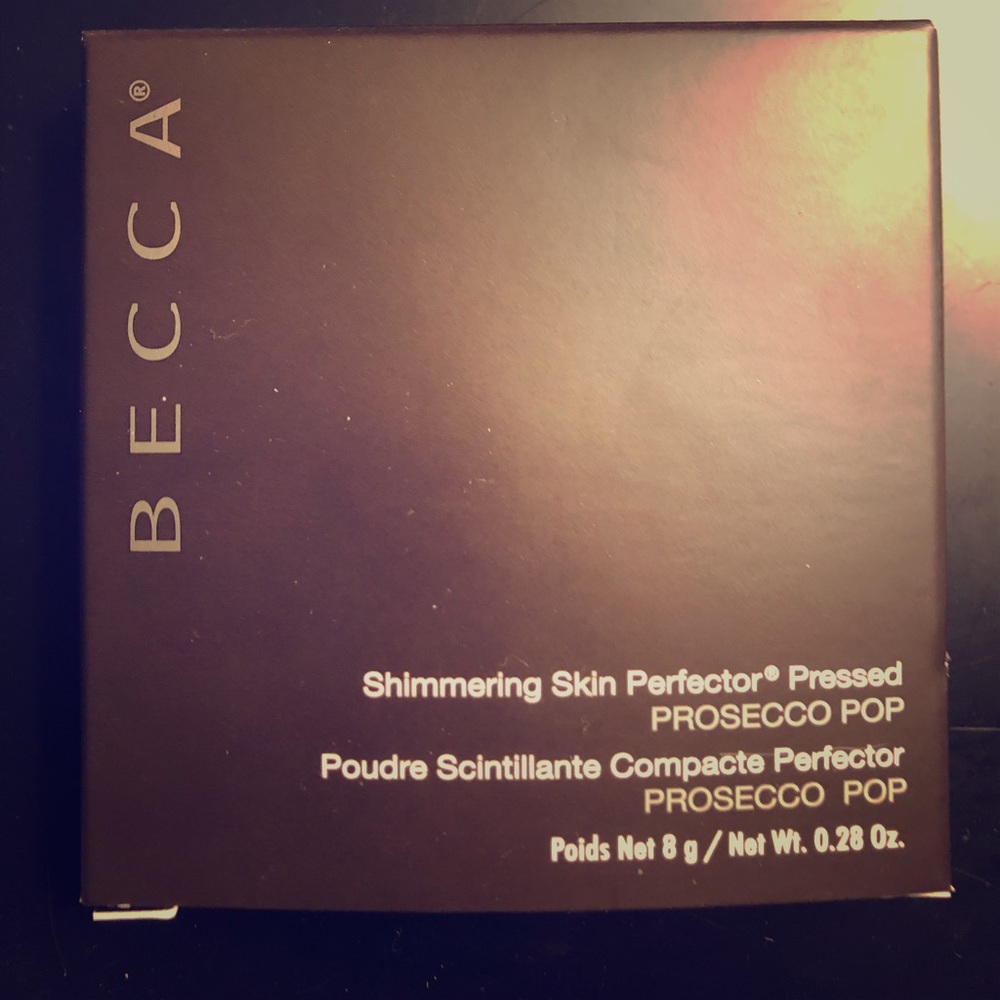 BECCA®
Shimmering Skin Perfector® Pressed
PROSECCO POP
Poudre Scintillante Compacte Perfector
PROSECCO POP
Poids Net 8 g / Net Wt. 0.28 Oz.